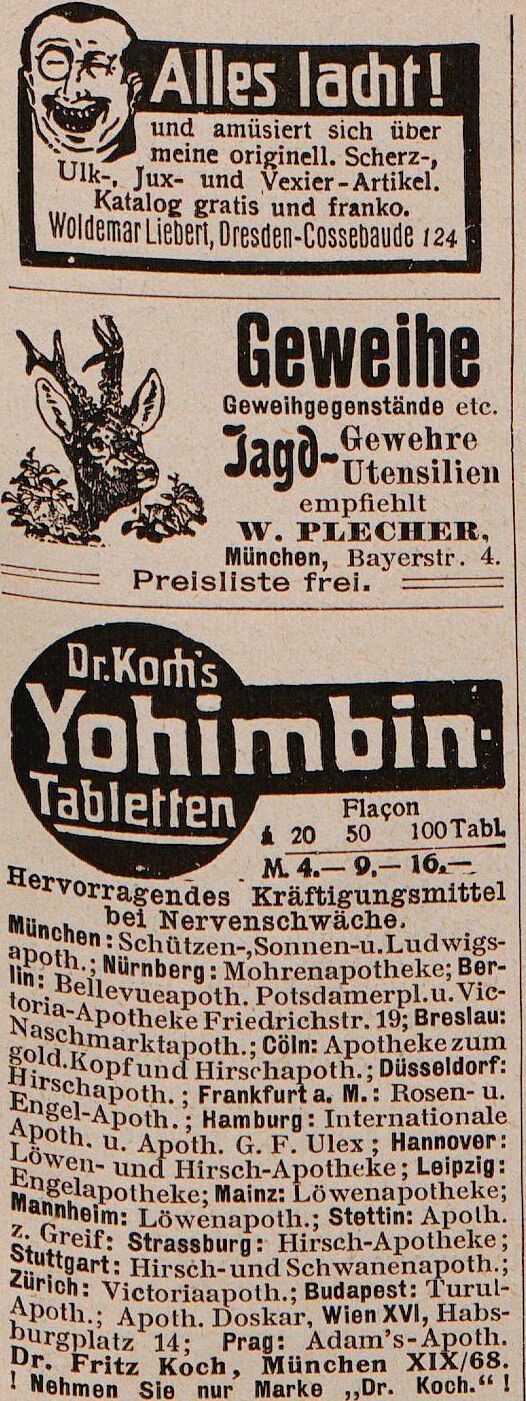 Alles lacht!
und amüsiert sich über
meine originell. Scherz-,
Ulk-, Jux- und Vexier-Artikel.
Katalog gratis und franko.
Woldemar Liebert, Dresden-Cossebaude 124
Geweihe
Geweihgegenstände etc.
Jagd-Gewehre
Utensilien
empfiehlt
W. PLECHER,
München, Bayerstr. 4.
Preisliste frei.
Dr. Koch's
Yohimbin-
Tabletten
Flaçon
à 20 50 100 Tabl.
M. 4.— 9.— 16.—
Hervorragendes Kräftigungsmittel
bei Nervenschwäche.
München: Schützen-, Sonnen- u. Ludwigs-
apoth.; Nürnberg: Mohrenapotheke; Ber-
lin: Bellevueapoth. Potsdamerpl. u. Vic-
toria-Apotheke Friedrichstr. 19; Breslau:
Naschmarktapoth.; Cöln: Apotheke zum
gold. Kopf und Hirschapoth.; Düsseldorf:
Hirschapoth.; Frankfurt a. M.: Rosen- u.
Engel-Apoth.; Hamburg: Internationale
Apoth. u. Apoth. G. F. Ulex; Hannover:
Löwen- und Hirsch-Apotheke; Leipzig:
Engelapotheke; Mainz: Löwenapotheke;
Mannheim: Löwenapoth.; Stettin: Apoth.
z. Greif; Strassburg: Hirsch-Apotheke;
Stuttgart: Hirsch- und Schwanenapoth.;
Zürich: Victoriaapoth.; Budapest: Turul-
Apoth.; Apoth. Doskar, Wien XVI, Habs-
burgplatz 14; Prag: Adam's-Apoth.
Dr. Fritz Koch, München XIX/68.
! Nehmen Sie nur Marke „Dr. Koch.“ !